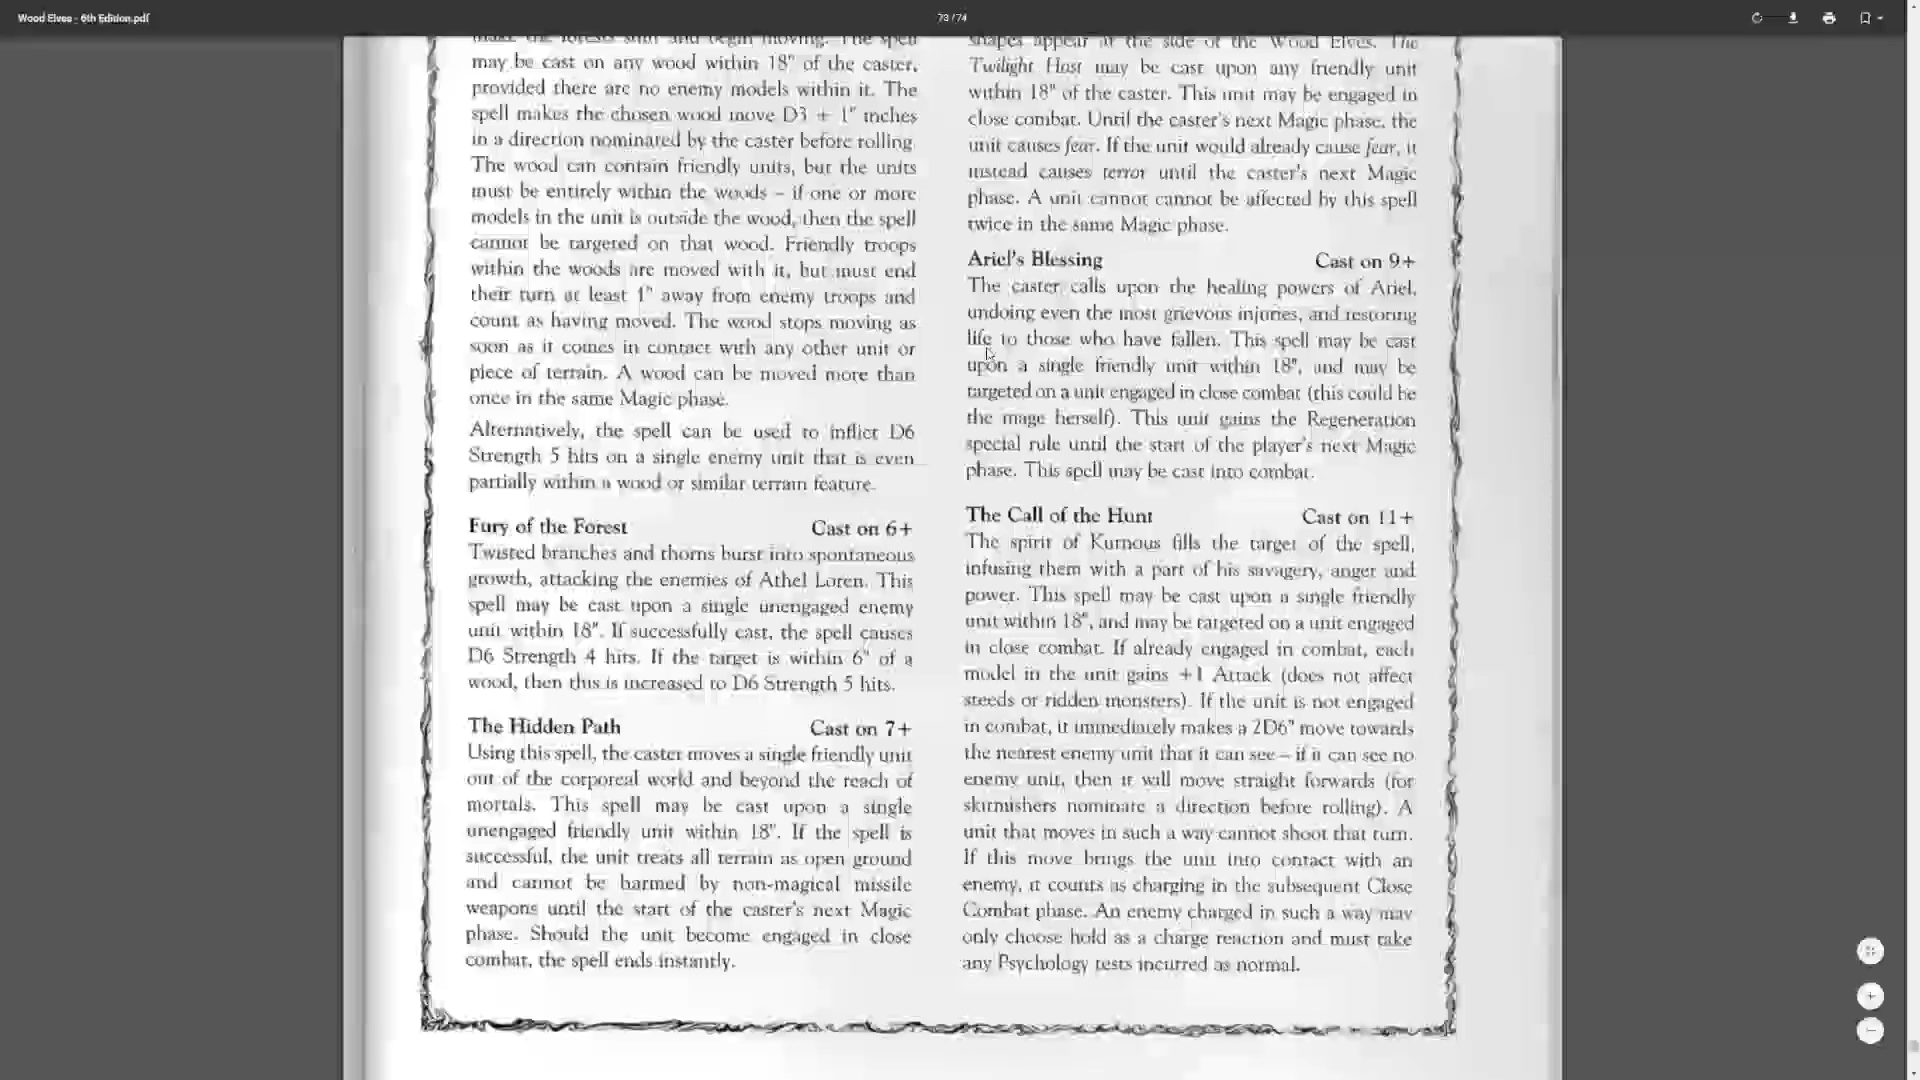 Wood Elves - 6th Edition.pdf
73 / 74
make the forests shift and begin moving. The spell
may be cast on any wood within 18" of the caster,
provided there are no enemy models within it. The
spell makes the chosen wood move D3 + 1" inches
in a direction nominated by the caster before rolling.
The wood can contain friendly units, but the units
must be entirely within the woods – if one or more
models in the unit is outside the wood, then the spell
cannot be targeted on that wood. Friendly troops
within the woods are moved with it, but must end
their turn at least 1" away from enemy troops and
count as having moved. The wood stops moving as
soon as it comes in contact with any other unit or
piece of terrain. A wood can be moved more than
once in the same Magic phase.
Alternatively, the spell can be used to inflict D6
Strength 5 hits on a single enemy unit that is even
partially within a wood or similar terrain feature.
Fury of the Forest Cast on 6+
Twisted branches and thorns burst into spontaneous
growth, attacking the enemies of Athel Loren. This
spell may be cast upon a single unengaged enemy
unit within 18". If successfully cast, the spell causes
D6 Strength 4 hits. If the target is within 6" of a
wood, then this is increased to D6 Strength 5 hits.
The Hidden Path Cast on 7+
Using this spell, the caster moves a single friendly unit
out of the corporeal world and beyond the reach of
mortals. This spell may be cast upon a single
unengaged friendly unit within 18". If the spell is
successful, the unit treats all terrain as open ground
and cannot be harmed by non-magical missile
weapons until the start of the caster's next Magic
phase. Should the unit become engaged in close
combat, the spell ends instantly.
shapes appear at the side of the Wood Elves. The
Twilight Host may be cast upon any friendly unit
within 18" of the caster. This unit may be engaged in
close combat. Until the caster's next Magic phase, the
unit causes fear. If the unit would already cause fear, it
instead causes terror until the caster's next Magic
phase. A unit cannot cannot be affected by this spell
twice in the same Magic phase.
Ariel's Blessing Cast on 9+
The caster calls upon the healing powers of Ariel,
undoing even the most grievous injuries, and restoring
life to those who have fallen. This spell may be cast
upon a single friendly unit within 18", and may be
targeted on a unit engaged in close combat (this could be
the mage herself). This unit gains the Regeneration
special rule until the start of the player's next Magic
phase. This spell may be cast into combat.
The Call of the Hunt Cast on 11+
The spirit of Kurnous fills the target of the spell,
infusing them with a part of his savagery, anger and
power. This spell may be cast upon a single friendly
unit within 18", and may be targeted on a unit engaged
in close combat. If already engaged in combat, each
model in the unit gains +1 Attack (does not affect
steeds or ridden monsters). If the unit is not engaged
in combat, it immediately makes a 2D6" move towards
the nearest enemy unit that it can see – if it can see no
enemy unit, then it will move straight forwards (for
skirmishers nominate a direction before rolling). A
unit that moves in such a way cannot shoot that turn.
If this move brings the unit into contact with an
enemy, it counts as charging in the subsequent Close
Combat phase. An enemy charged in such a way may
only choose hold as a charge reaction and must take
any Psychology tests incurred as normal.